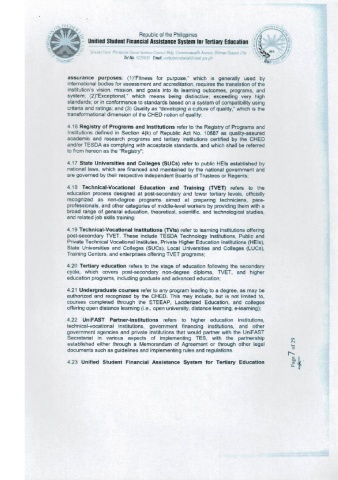 Republic of the Philippines
Unified Student Financial Assistance System for Tertiary Education
assurance purposes: (1)"Fitness for purpose," which is generally used by
international bodies for assessment and accreditation, requires the translation of the
institution's vision, mission, and goals into its learning outcomes, programs, and
system; (2)"Exceptional," which means being distinctive; exceeding very high
standards; or in conformance to standards based on a system of compatibility using
criteria and ratings; and (3) Quality as "developing a culture of quality," which is the
transformational dimension of the CHED notion of quality;
4.16 Registry of Programs and Institutions refer to the Registry of Programs and
Institutions defined in Section 4(k) of Republic Act No. 10687 as quality-assured
academic and research programs and tertiary institutions certified by the CHED
and/or TESDA as complying with acceptable standards, and which shall be referred
to from hereon as the "Registry";
4.17 State Universities and Colleges (SUCs) refer to public HEIs established by
national laws, which are financed and maintained by the national government and
are governed by their respective independent Boards of Trustees or Regents;
4.18 Technical-Vocational Education and Training (TVET) refers to the
education process designed at post-secondary and lower tertiary levels, officially
recognized as non-degree programs aimed at preparing technicians, para-
professionals, and other categories of middle-level workers by providing them with a
broad range of general education, theoretical, scientific, and technological studies,
and related job skills training;
4.19 Technical-Vocational Institutions (TVIs) refer to learning institutions offering
post-secondary TVET. These include TESDA Technology Institutions, Public and
Private Technical Vocational Institutes, Private Higher Education Institutions (HEIs),
State Universities and Colleges (SUCs), Local Universities and Colleges (LUCs),
Training Centers, and enterprises offering TVET programs;
4.20 Tertiary education refers to the stage of education following the secondary
cycle, which covers post-secondary non-degree diploma, TVET, and higher
education programs, including graduate and advanced education;
4.21 Undergraduate courses refer to any program leading to a degree, as may be
authorized and recognized by the CHED. This may include, but is not limited to,
courses completed through the ETEEAP, Ladderized Education, and colleges
offering open distance learning (i.e., open university, distance learning, e-learning);
4.22 UniFAST Partner-Institutions refers to higher education institutions,
technical-vocational institutions, government financing institutions, and other
government agencies and private institutions that would partner with the UniFAST
Secretariat in various aspects of implementing TES, with the partnership
established either through a Memorandum of Agreement or through other legal
documents such as guidelines and implementing rules and regulations.
4.23 Unified Student Financial Assistance System for Tertiary Education
Page 7 of 29